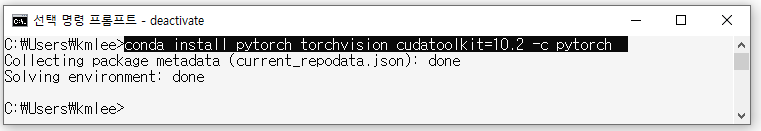 선택 명령 프롬프트 - deactivate
C:₩Users₩kmlee>conda install pytorch torchvision cudatoolkit=10.2 -c pytorch
Collecting package metadata (current_repodata.json): done
Solving environment: done
C:₩Users₩kmlee>